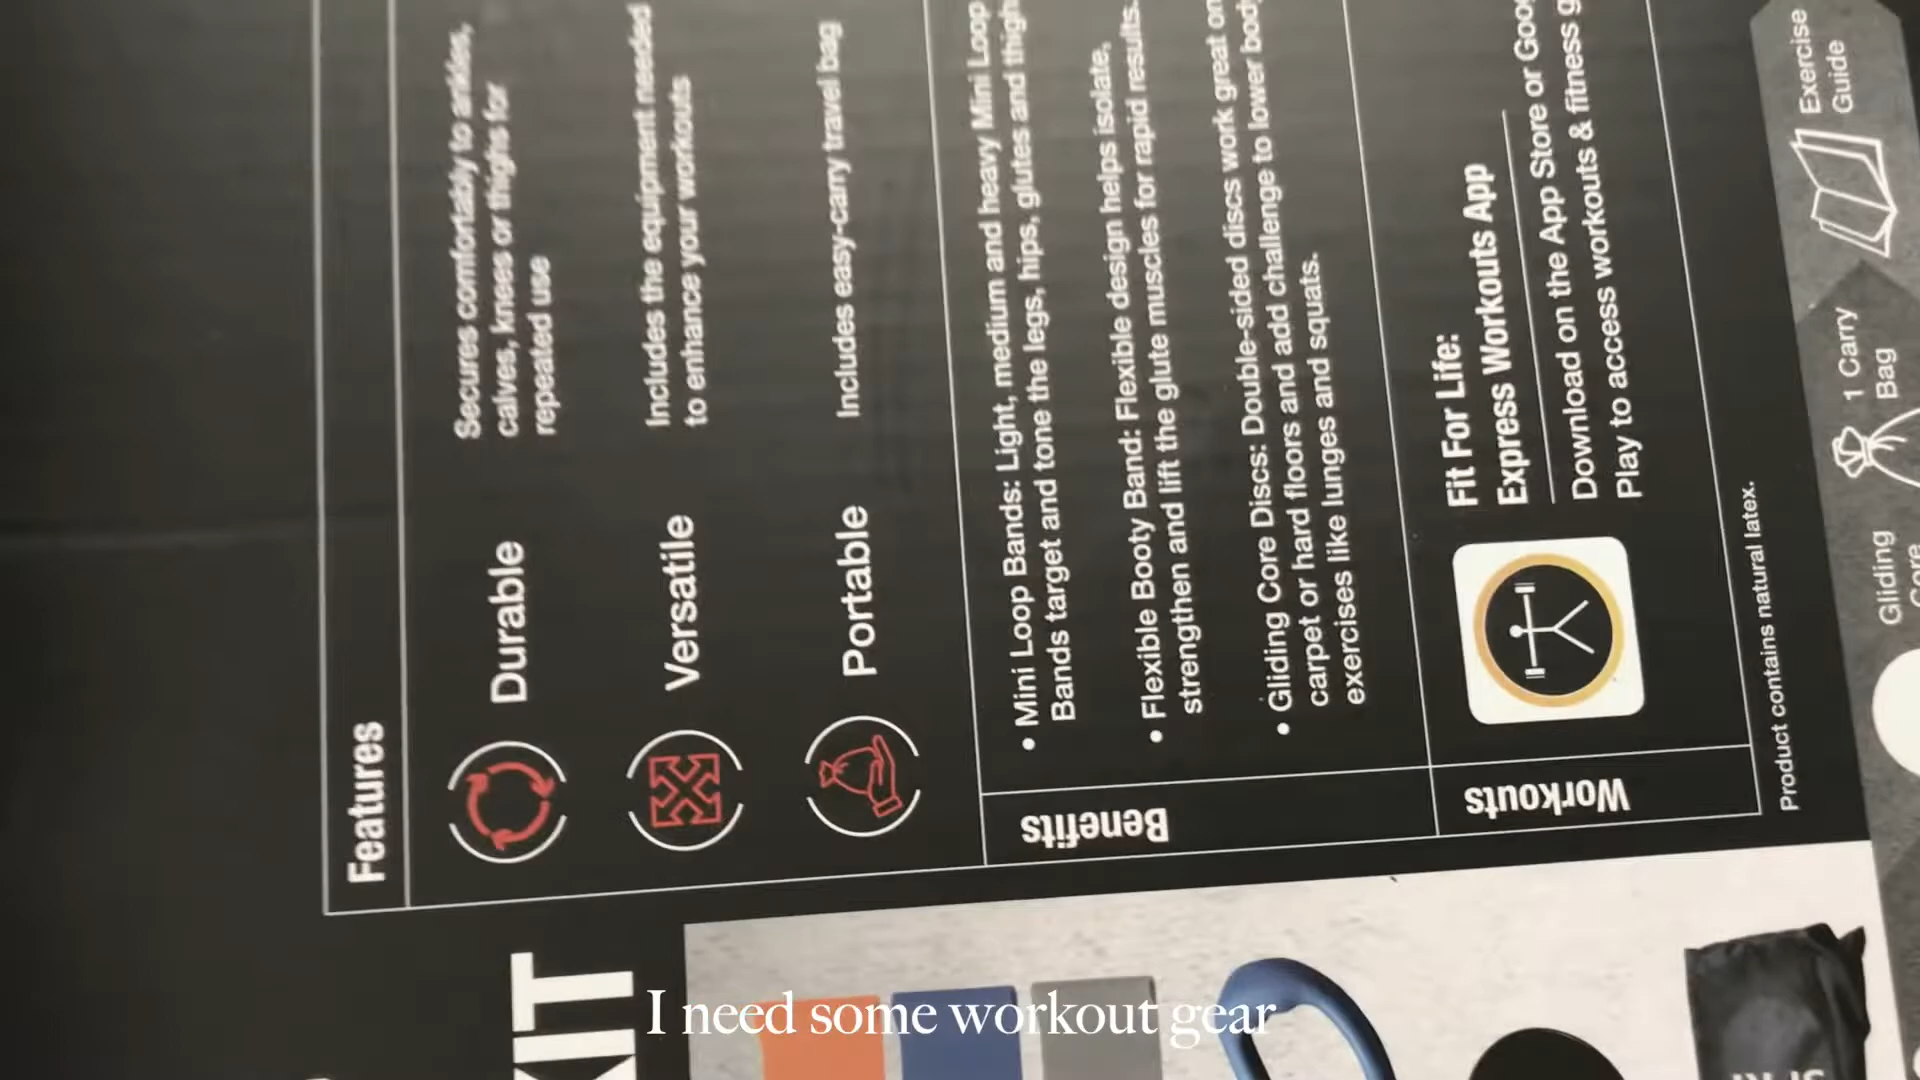 Features
Durable
Secures comfortably to ankles,
calves, knees or thighs for
repeated use
Versatile
Includes the equipment needed
to enhance your workouts
Portable
Includes easy-carry travel bag
Benefits
• Mini Loop Bands: Light, medium and heavy Mini Loop
Bands target and tone the legs, hips, glutes and thigh
• Flexible Booty Band: Flexible design helps isolate,
strengthen and lift the glute muscles for rapid results.
• Gliding Core Discs: Double-sided discs work great on
carpet or hard floors and add challenge to lower body
exercises like lunges and squats.
Workouts
Fit For Life:
Express Workouts App
Download on the App Store or Goog
Play to access workouts & fitness g
Product contains natural latex.
Gliding
Core
1 Carry
Bag
Exercise
Guide
KIT
I need some workout gear